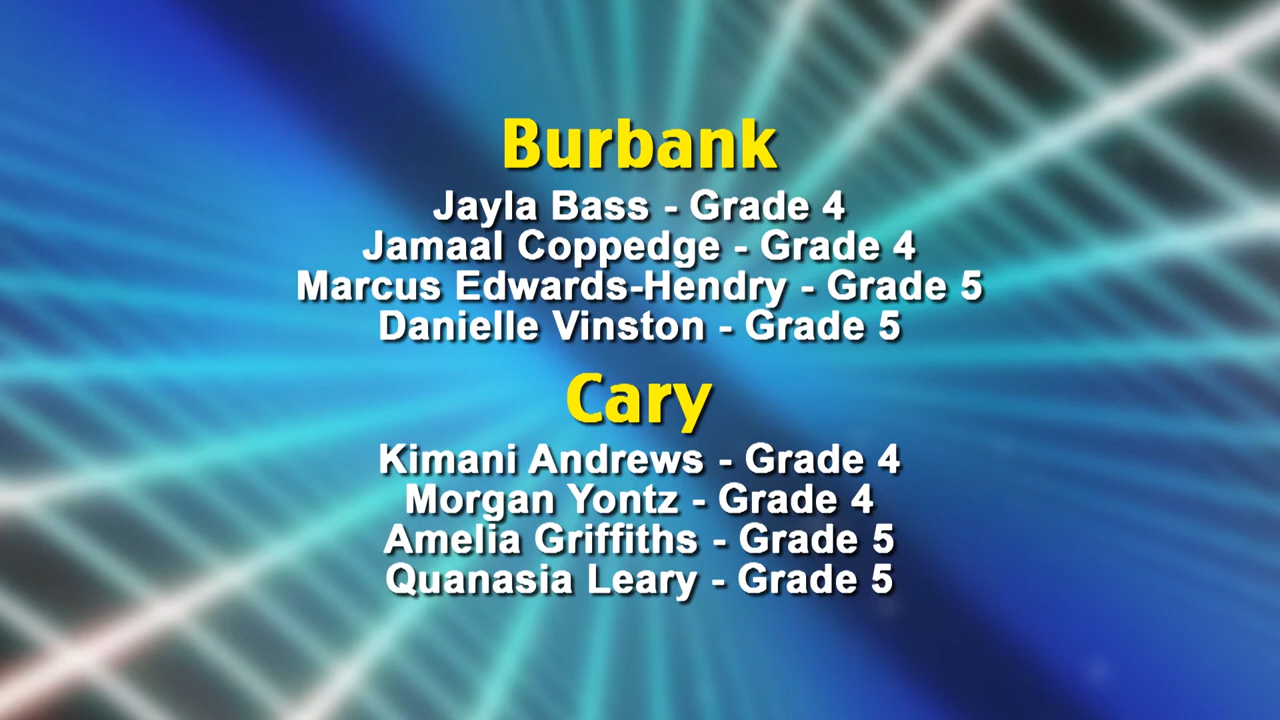 Burbank
Jayla Bass - Grade 4
Jamaal Coppedge - Grade 4
Marcus Edwards-Hendry - Grade 5
Danielle Vinston - Grade 5
Cary
Kimani Andrews - Grade 4
Morgan Yontz - Grade 4
Amelia Griffiths - Grade 5
Quanasia Leary - Grade 5